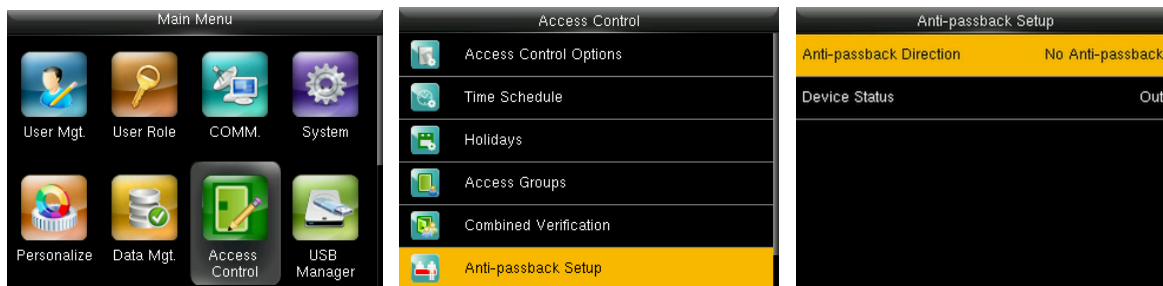 Main Menu
User Mgt.
User Role
COMM.
System
Personalize
Data Mgt.
Access
Control
USB
Manager
Access Control
Access Control Options
Time Schedule
Holidays
Access Groups
Combined Verification
Anti-passback Setup
Anti-passback Setup
Anti-passback Direction No Anti-passback
Device Status Out